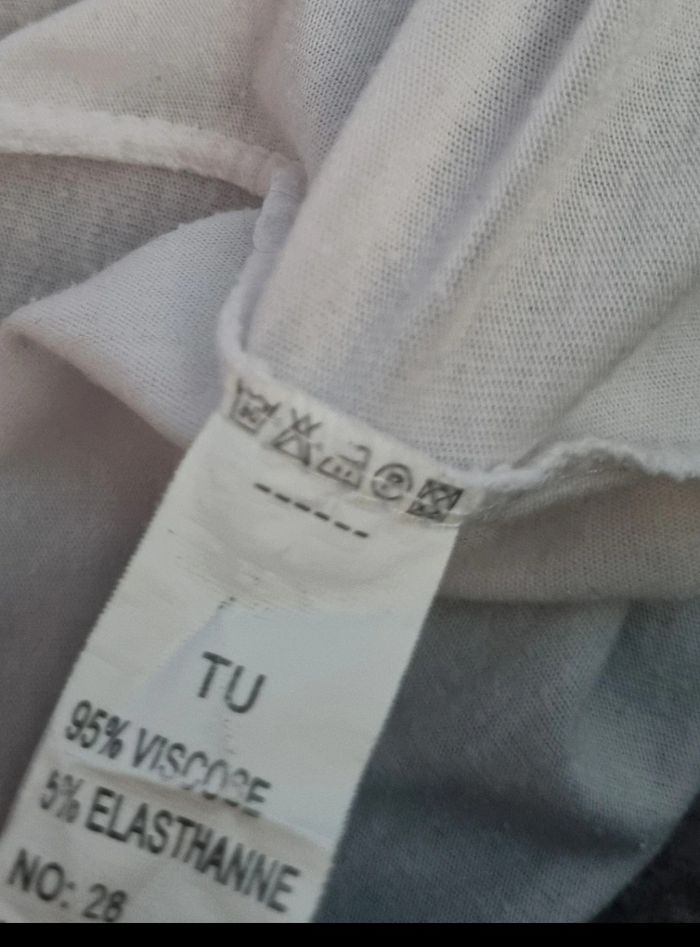 ------
TU
95% VISCOSE
5% ELASTHANNE
NO: 28